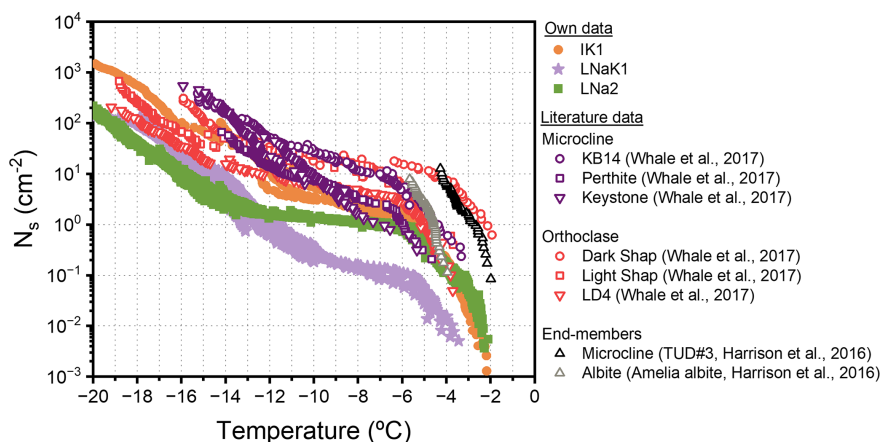 10⁴
10³
10²
10¹
10⁰
10⁻¹
10⁻²
10⁻³
Nₛ (cm⁻²)
−20 −18 −16 −14 −12 −10 −8 −6 −4 −2 0
Temperature (ºC)
Own data
IK1
LNaK1
LNa2
Literature data
Microcline
KB14 (Whale et al., 2017)
Perthite (Whale et al., 2017)
Keystone (Whale et al., 2017)
Orthoclase
Dark Shap (Whale et al., 2017)
Light Shap (Whale et al., 2017)
LD4 (Whale et al., 2017)
End-members
Microcline (TUD#3, Harrison et al., 2016)
Albite (Amelia albite, Harrison et al., 2016)